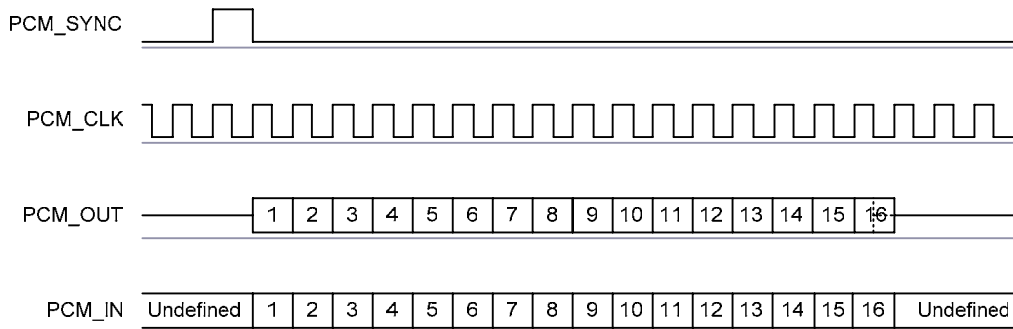 PCM_SYNC
PCM_CLK
PCM_OUT 1 2 3 4 5 6 7 8 9 10 11 12 13 14 15 16
PCM_IN Undefined 1 2 3 4 5 6 7 8 9 10 11 12 13 14 15 16 Undefined